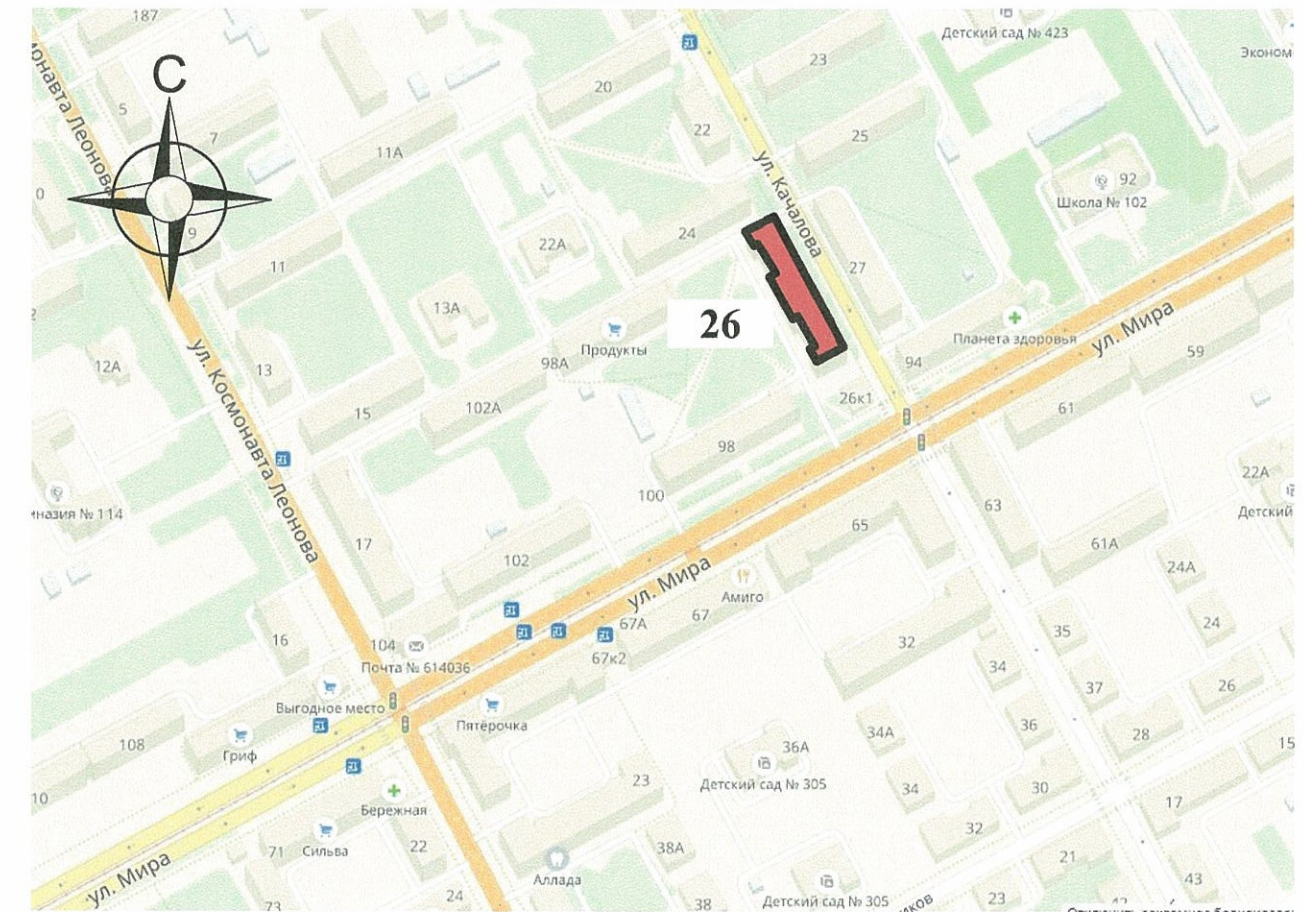 187
Детский сад № 423
Эконом
С
5
7
20
23
22
25
11А
онавта Леонова
ул. Качалова
92
Школа № 102
0
9
11
22А
24
27
13А
26
Продукты
98А
Планета здоровья
ул. Мира
59
12А
13
15
102А
94
26к1
61
98
ул. Космонавта Леонова
100
22А
Детский
иназия № 114
17
102
65
63
61А
24А
ул. Мира
Амиго
67
67А
67к2
16
104
Почта № 614036
32
35
24
34
37
26
Выгодное место
Пятёрочка
108
Гриф
36А
34А
36
28
15
Детский сад № 305
23
34
30
17
10
Бережная
32
71
Сильва
22
38А
21
ул. Мира
Аллада
43
24
73
38
Детский сад № 305
иков
23
42